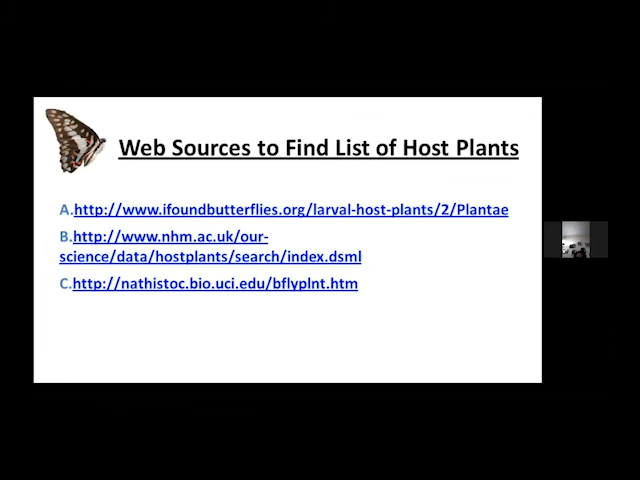 Web Sources to Find List of Host Plants
A.http://www.ifoundbutterflies.org/larval-host-plants/2/Plantae
B.http://www.nhm.ac.uk/our-
science/data/hostplants/search/index.dsml
C.http://nathistoc.bio.uci.edu/bflyplnt.htm